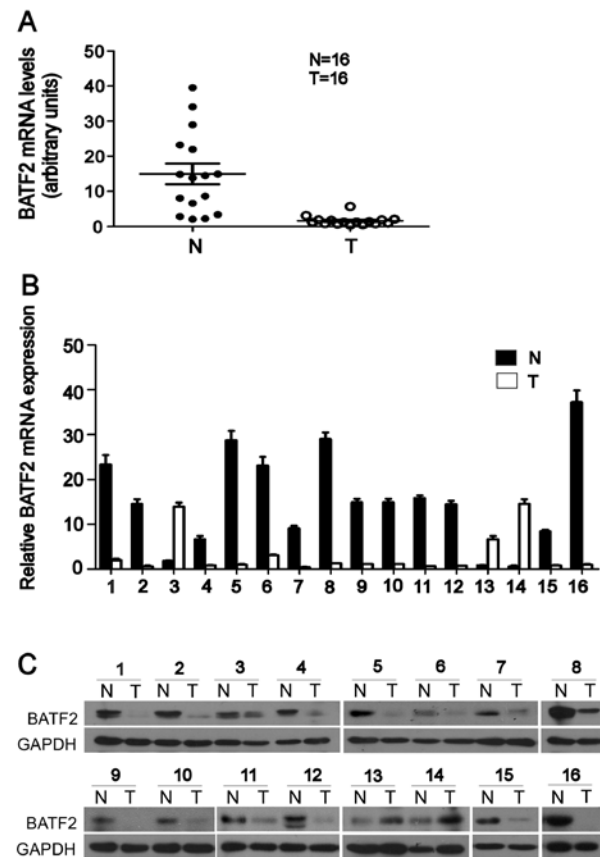 A
BATF2 mRNA levels
(arbitrary units)
50
40
30
20
10
0
N=16
T=16
N T
B
Relative BATF2 mRNA expression
50
40
30
20
10
0
N
T
1 2 3 4 5 6 7 8 9 10 11 12 13 14 15 16
C
1 2 3 4 5 6 7 8
N T N T N T N T N T N T N T N T
BATF2
GAPDH
9 10 11 12 13 14 15 16
N T N T N T N T N T N T N T N T
BATF2
GAPDH